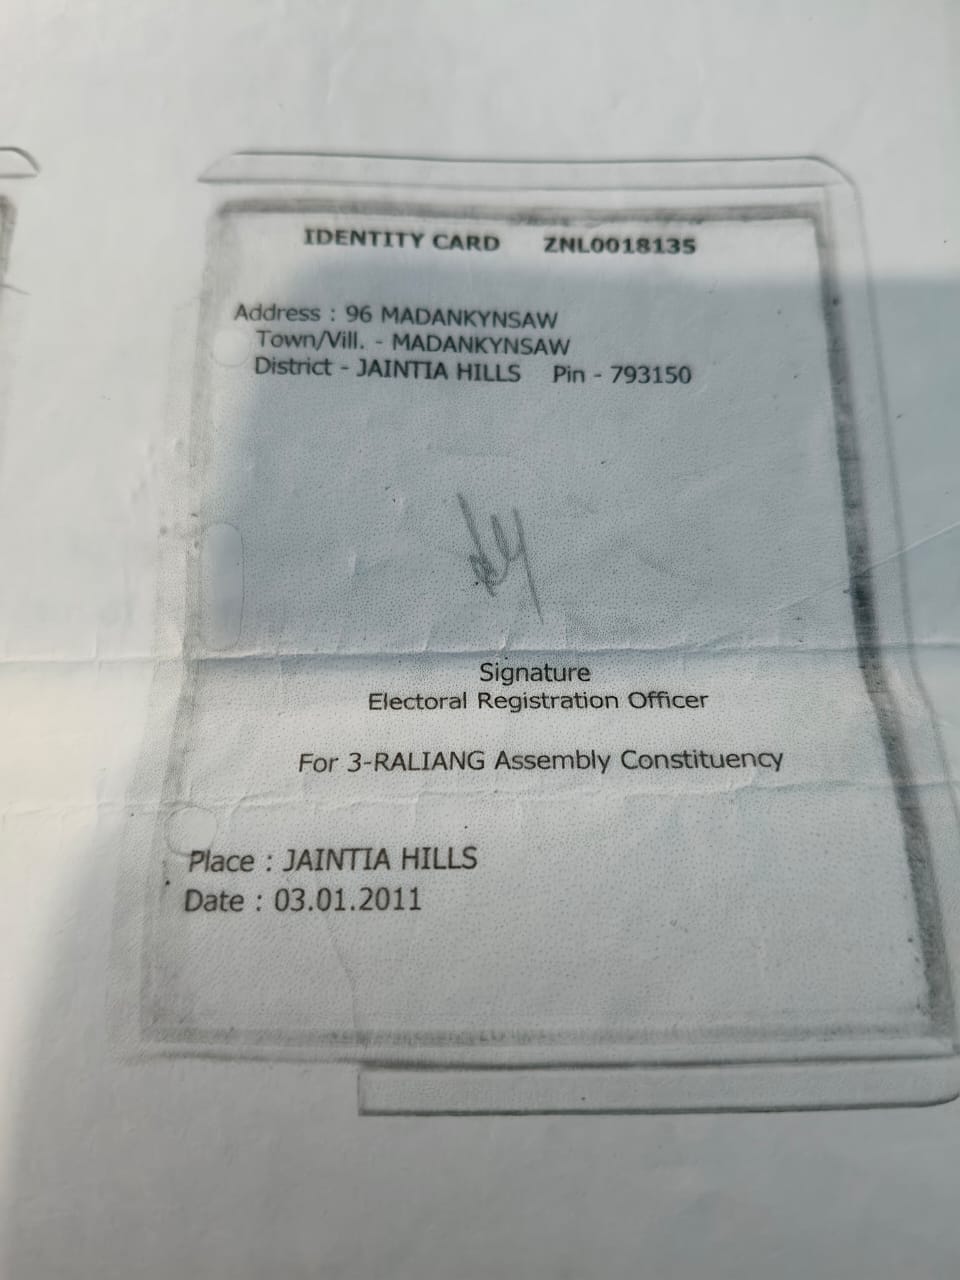 IDENTITY CARD ZNL0018135
Address : 96 MADANKYNSAW
Town/Vill. - MADANKYNSAW
District - JAINTIA HILLS Pin - 793150
Signature
Electoral Registration Officer
For 3-RALIANG Assembly Constituency
Place : JAINTIA HILLS
Date : 03.01.2011